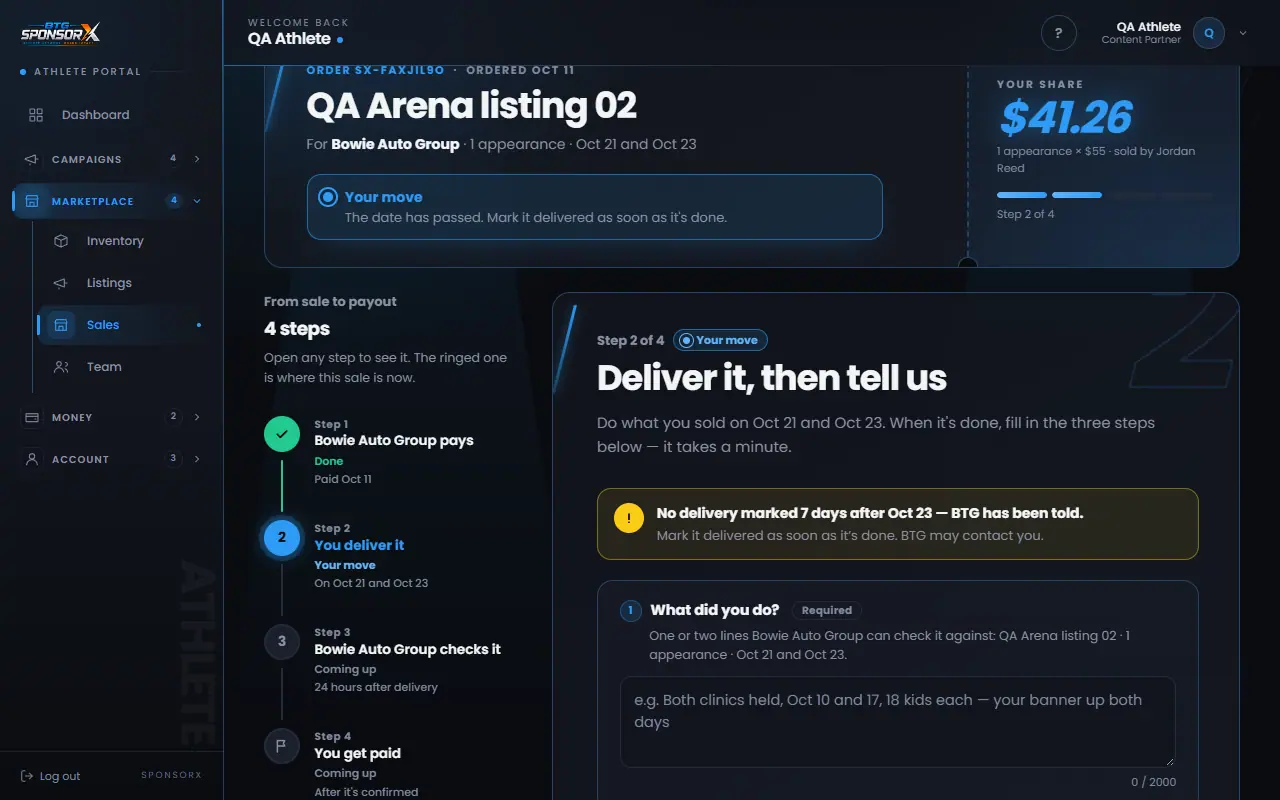 BTG
SPONSORX
ATHLETE PORTAL
Dashboard
CAMPAIGNS 4
MARKETPLACE 4
Inventory
Listings
Sales
Team
MONEY 2
ACCOUNT 3
ATHLETE
Log out SPONSORX
WELCOME BACK
QA Athlete
?
QA Athlete
Content Partner
Q
ORDER SX-FAXJIL9O · ORDERED OCT 11
QA Arena listing 02
For Bowie Auto Group · 1 appearance · Oct 21 and Oct 23
Your move
The date has passed. Mark it delivered as soon as it's done.
YOUR SHARE
$41.26
1 appearance × $55 · sold by Jordan
Reed
Step 2 of 4
From sale to payout
4 steps
Open any step to see it. The ringed one
is where this sale is now.
Step 1
Bowie Auto Group pays
Done
Paid Oct 11
2
Step 2
You deliver it
Your move
On Oct 21 and Oct 23
3
Step 3
Bowie Auto Group checks it
Coming up
24 hours after delivery
Step 4
You get paid
Coming up
After it's confirmed
2
Step 2 of 4 Your move
Deliver it, then tell us
Do what you sold on Oct 21 and Oct 23. When it's done, fill in the three steps
below — it takes a minute.
! No delivery marked 7 days after Oct 23 — BTG has been told.
Mark it delivered as soon as it's done. BTG may contact you.
1 What did you do? Required
One or two lines Bowie Auto Group can check it against: QA Arena listing 02 · 1
appearance · Oct 21 and Oct 23.
e.g. Both clinics held, Oct 10 and 17, 18 kids each — your banner up both
days
0 / 2000